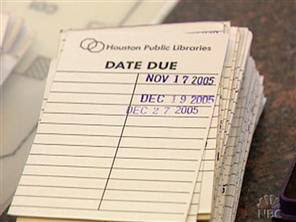 Houston Public Libraries
DATE DUE
NOV 17 2005
DEC 19 2005
DEC 27 2005
NBC